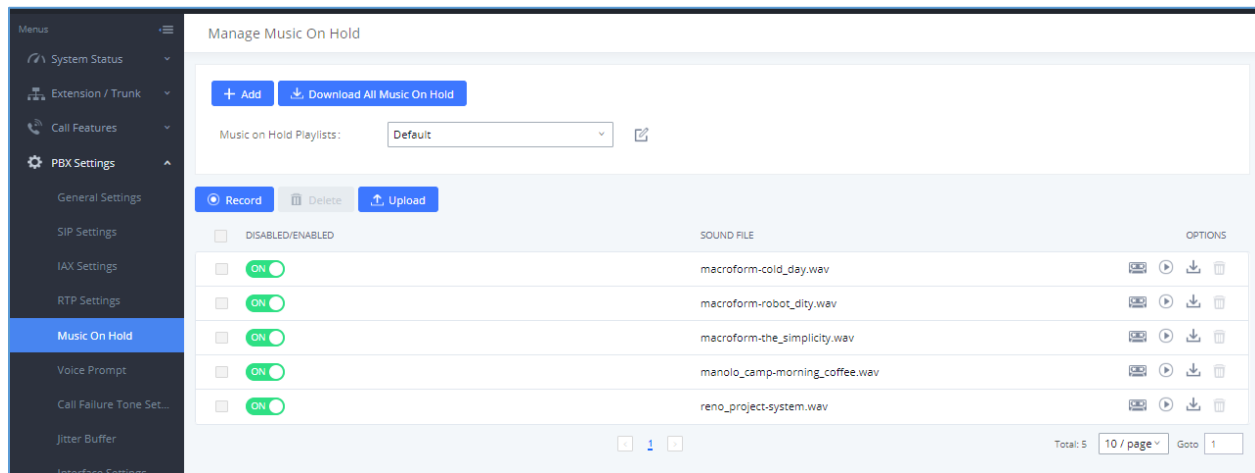 Menus
System Status
Extension / Trunk
Call Features
PBX Settings
General Settings
SIP Settings
IAX Settings
RTP Settings
Music On Hold
Voice Prompt
Call Failure Tone Set...
Jitter Buffer
Interface Settings
Manage Music On Hold
+ Add Download All Music On Hold
Music on Hold Playlists: Default
Record Delete Upload
DISABLED/ENABLED SOUND FILE OPTIONS
ON macroform-cold_day.wav
ON macroform-robot_dity.wav
ON macroform-the_simplicity.wav
ON manolo_camp-morning_coffee.wav
ON reno_project-system.wav
1 Total: 5 10 / page Goto 1